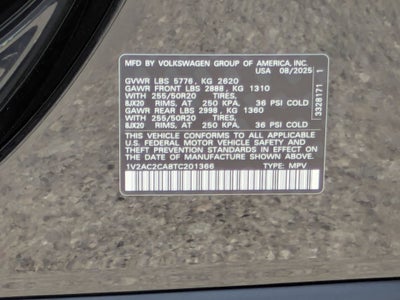 MFD BY VOLKSWAGEN GROUP OF AMERICA, INC.
USA 08/2025
GVWR LBS 5776, KG 2620
GAWR FRONT LBS 2888, KG 1310
WITH 255/50R20 TIRES,
8JX20 RIMS, AT 250 KPA, 36 PSI COLD
GAWR REAR LBS 2998, KG 1360
WITH 255/50R20 TIRES,
8JX20 RIMS, AT 250 KPA, 36 PSI COLD
THIS VEHICLE CONFORMS TO ALL APPLICABLE
U.S. FEDERAL MOTOR VEHICLE SAFETY, BUMPER, AND
THEFT PREVENTION STANDARDS IN EFFECT ON THE
DATE OF MANUFACTURE SHOWN ABOVE.
1V2AC2CA8TC201366 TYPE: MPV
3328171 1